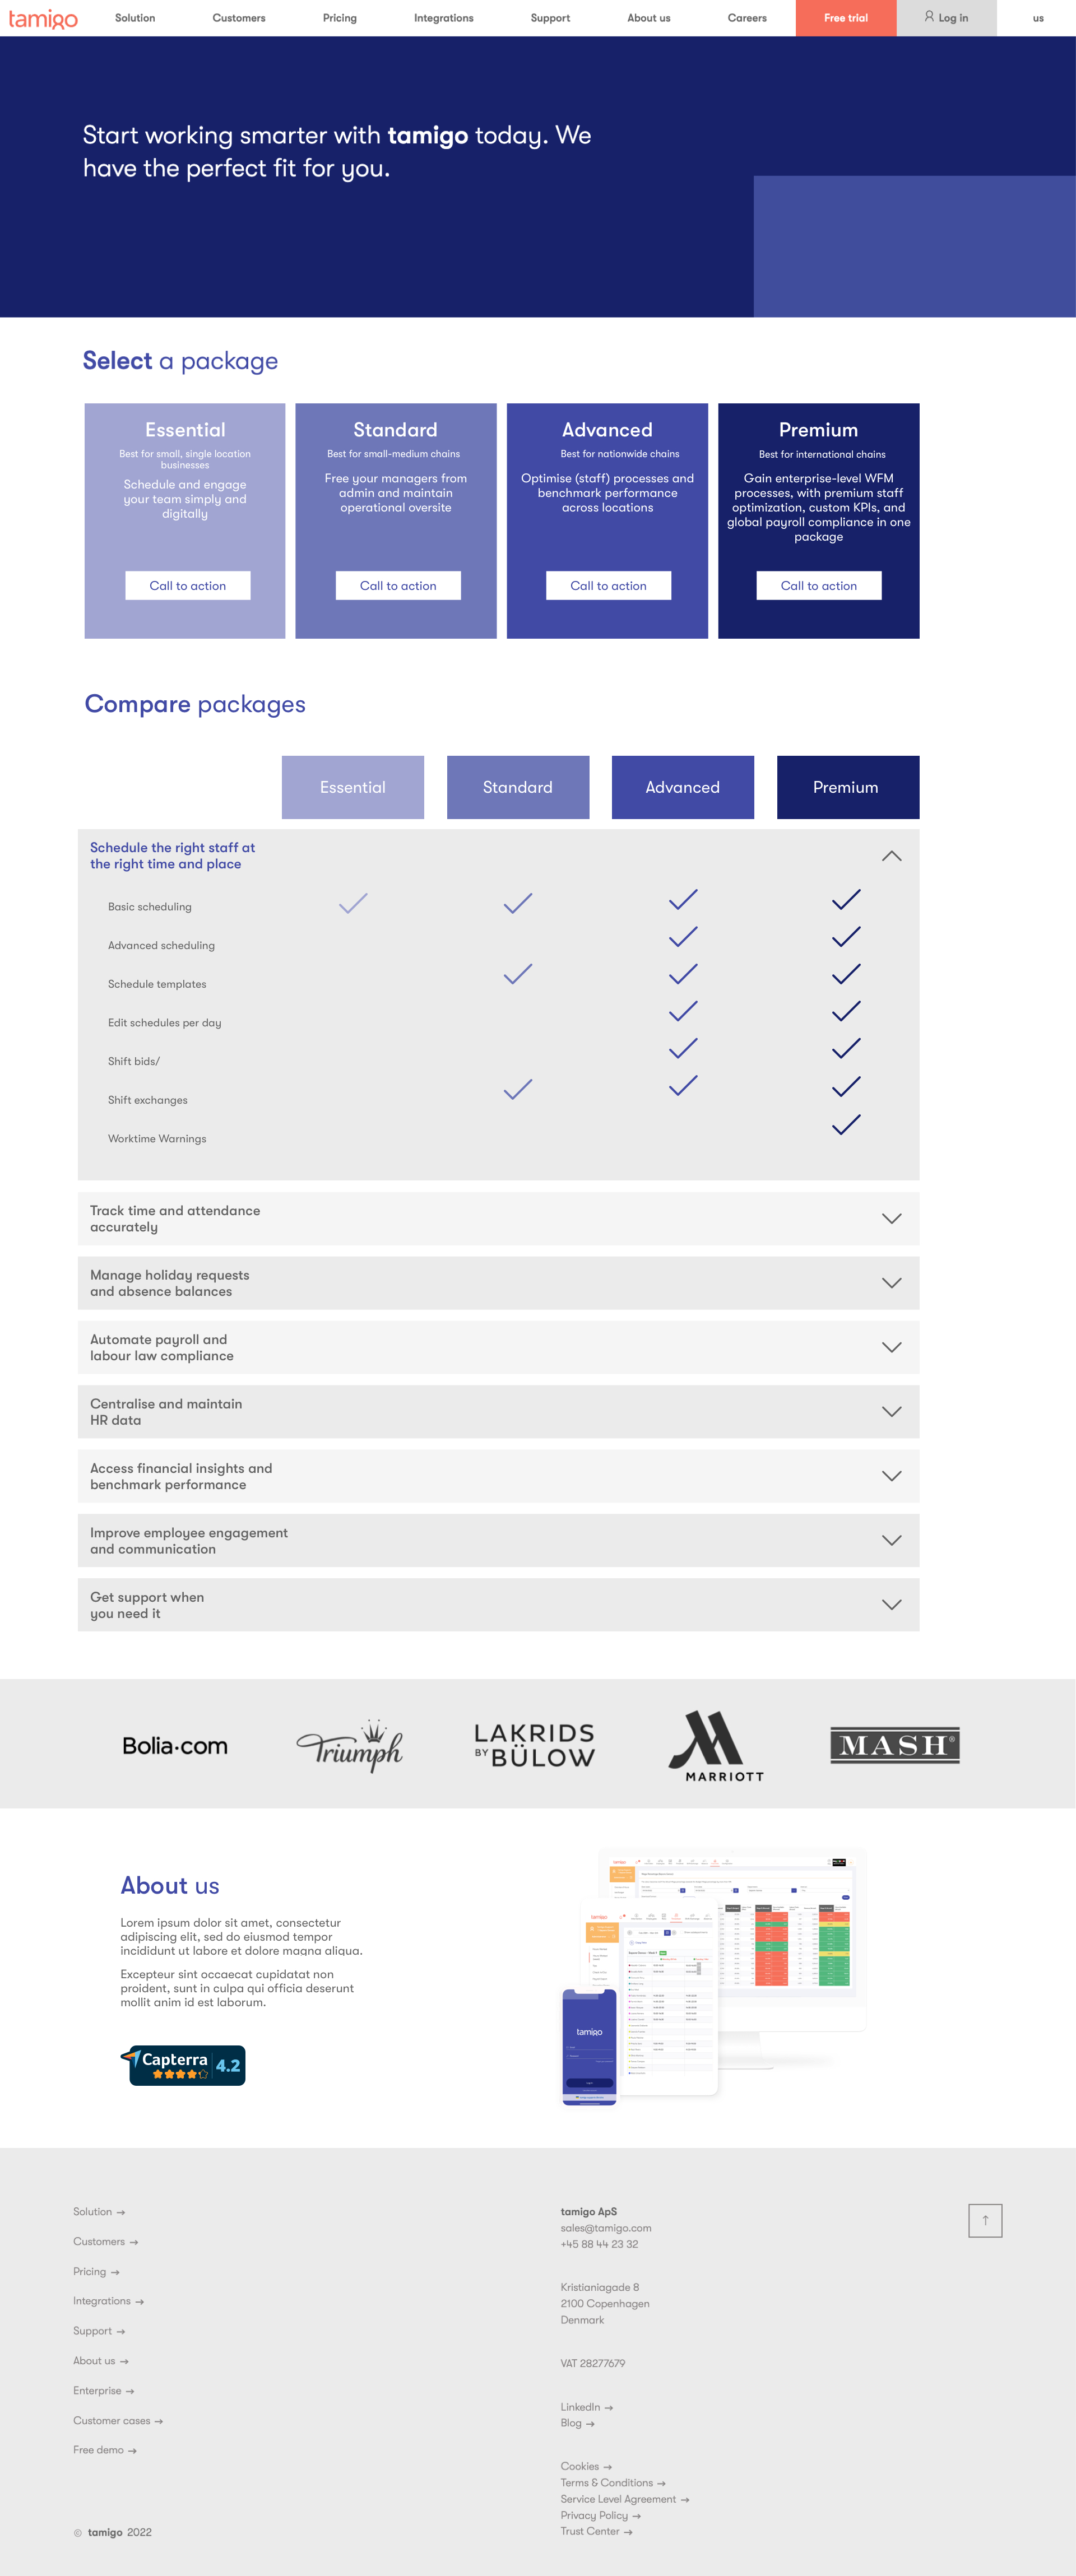 tamigo
Solution
Customers
Pricing
Integrations
Support
About us
Careers
Free trial
Log in
us
Start working smarter with tamigo today. We
have the perfect fit for you.
Select a package
Essential
Best for small, single location
businesses
Schedule and engage
your team simply and
digitally
Call to action
Standard
Best for small-medium chains
Free your managers from
admin and maintain
operational oversite
Call to action
Advanced
Best for nationwide chains
Optimise (staff) processes and
benchmark performance
across locations
Call to action
Premium
Best for international chains
Gain enterprise-level WFM
processes, with premium staff
optimization, custom KPIs, and
global payroll compliance in one
package
Call to action
Compare packages
Essential
Standard
Advanced
Premium
Schedule the right staff at
the right time and place
Basic scheduling
Advanced scheduling
Schedule templates
Edit schedules per day
Shift bids/
Shift exchanges
Worktime Warnings
Track time and attendance
accurately
Manage holiday requests
and absence balances
Automate payroll and
labour law compliance
Centralise and maintain
HR data
Access financial insights and
benchmark performance
Improve employee engagement
and communication
Get support when
you need it
Bolia.com
Triumph
LAKRIDS
BY BÜLOW
MARRIOTT
MASH®
About us
Lorem ipsum dolor sit amet, consectetur
adipiscing elit, sed do eiusmod tempor
incididunt ut labore et dolore magna aliqua.
Excepteur sint occaecat cupidatat non
proident, sunt in culpa qui officia deserunt
mollit anim id est laborum.
Capterra 4.2
tamigo
tamigo
tamigo
Solution →
Customers →
Pricing →
Integrations →
Support →
About us →
Enterprise →
Customer cases →
Free demo →
© tamigo 2022
tamigo ApS
sales@tamigo.com
+45 88 44 23 32
Kristianiagade 8
2100 Copenhagen
Denmark
VAT 28277679
LinkedIn →
Blog →
Cookies →
Terms & Conditions →
Service Level Agreement →
Privacy Policy →
Trust Center →